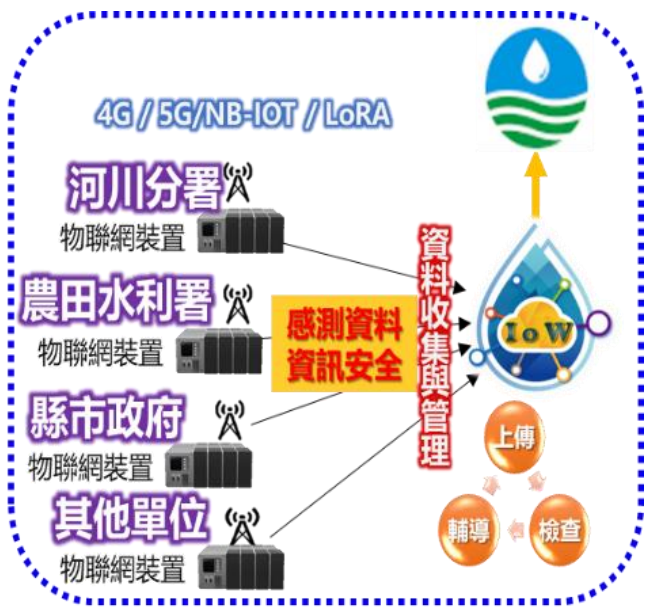 4G / 5G/NB-IOT / LoRA
河川分署
物聯網裝置
農田水利署
物聯網裝置
感測資料
資訊安全
縣市政府
物聯網裝置
其他單位
物聯網裝置
資料收集與管理
IoW
上傳
輔導
檢查